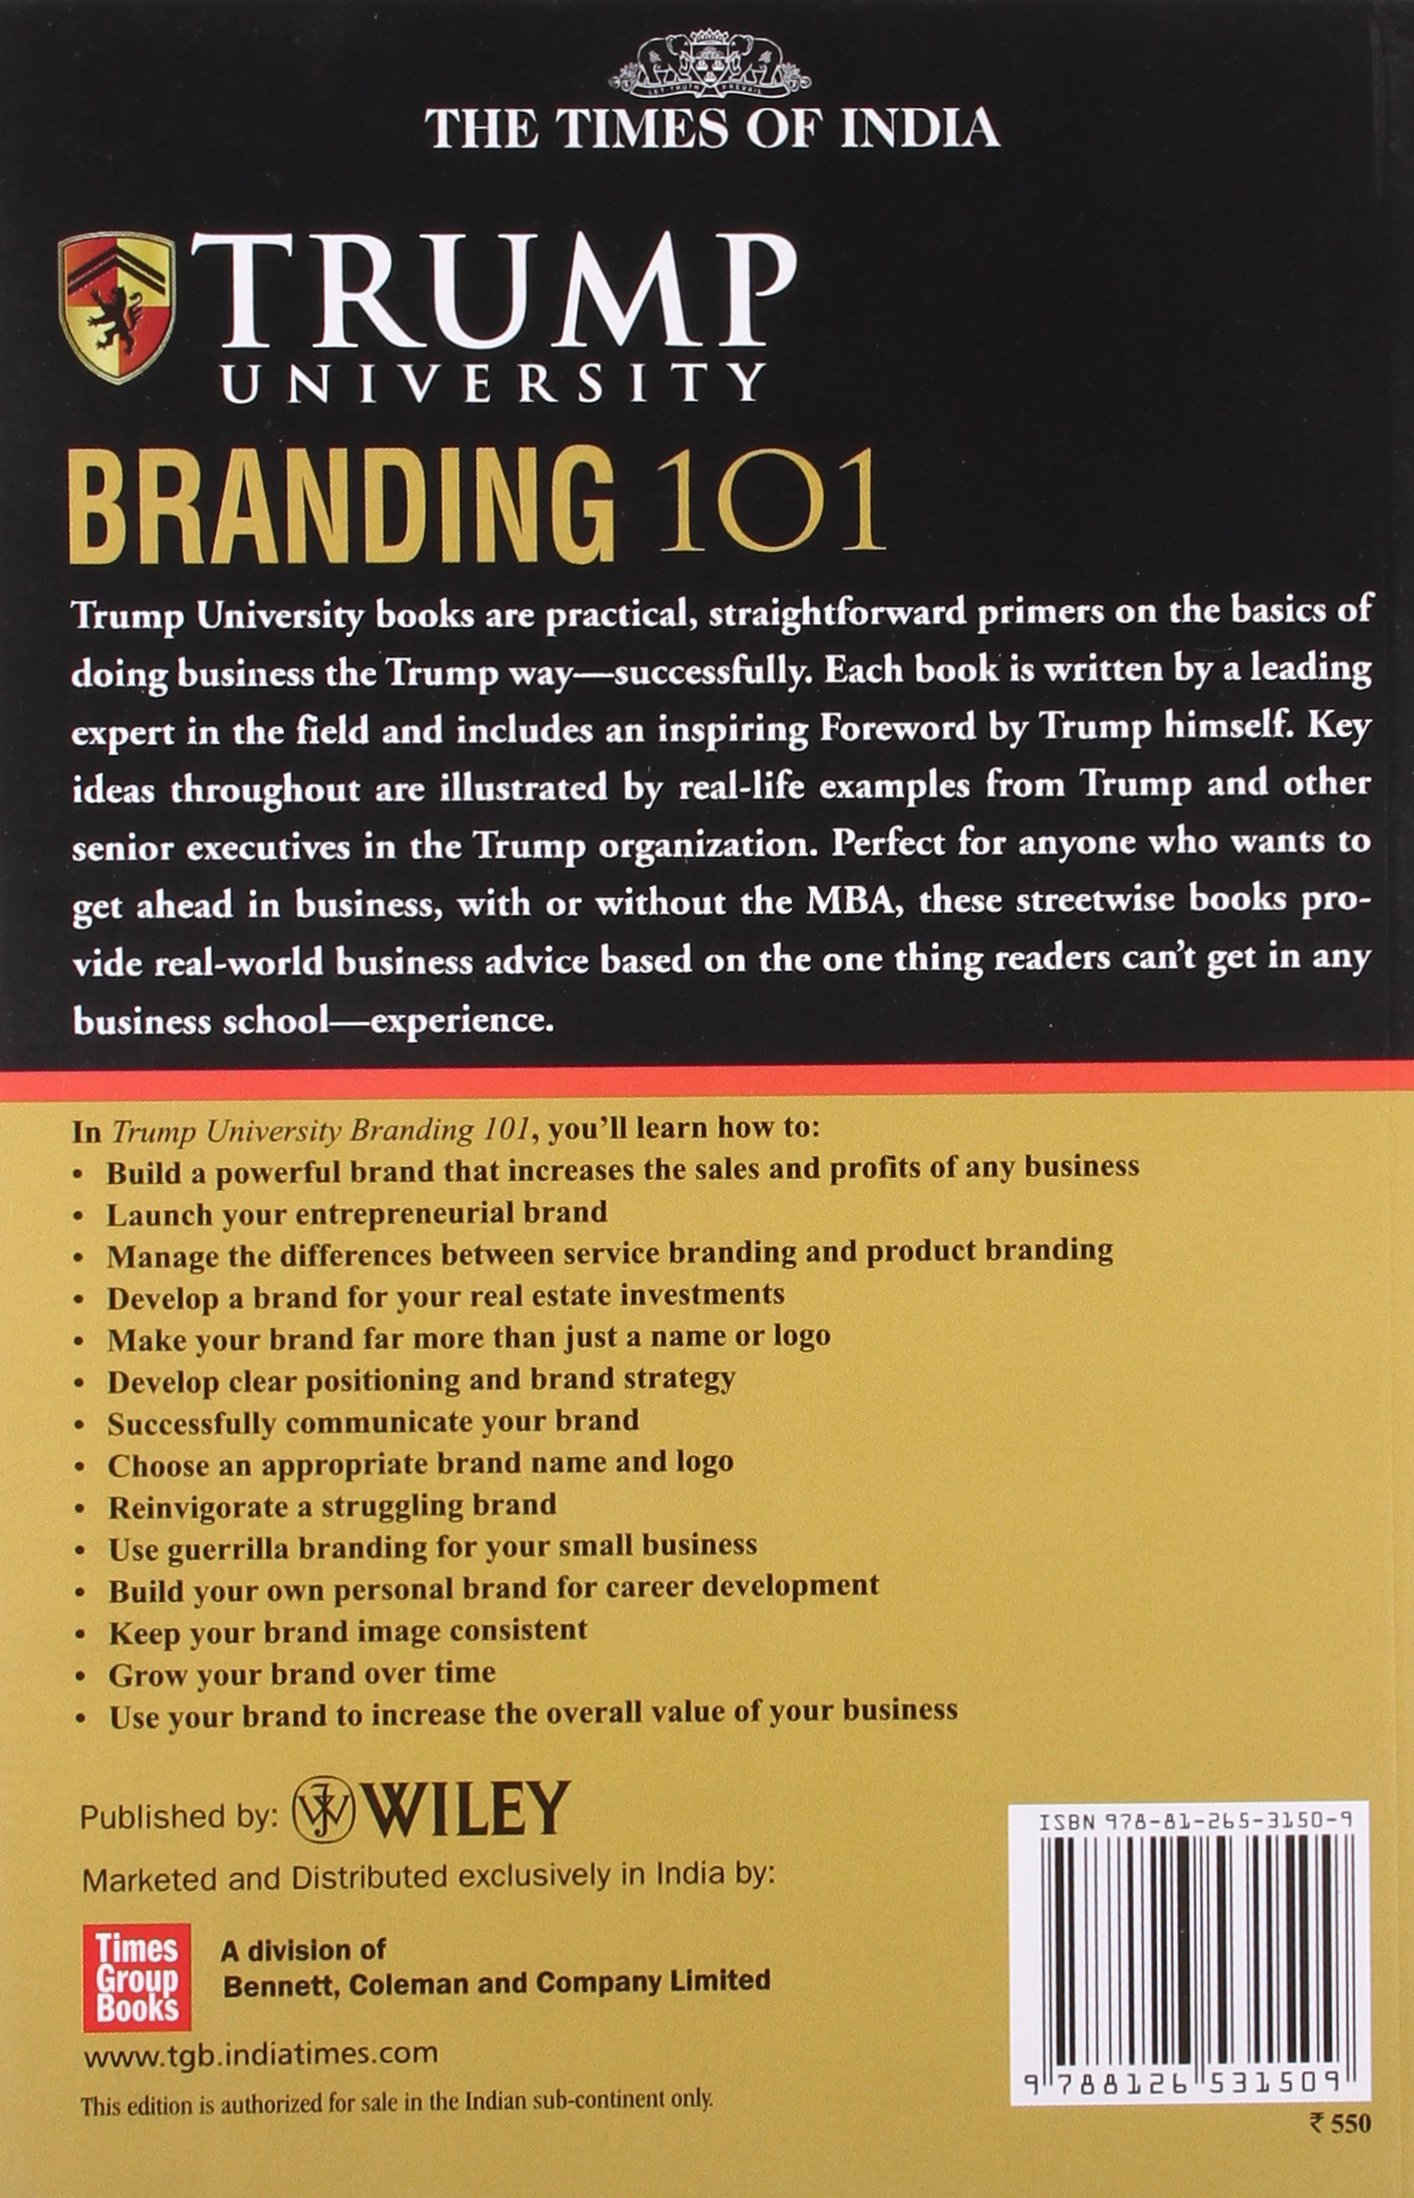 LET TRUTH PREVAIL
THE TIMES OF INDIA
TRUMP
UNIVERSITY
BRANDING 101
Trump University books are practical, straightforward primers on the basics of
doing business the Trump way—successfully. Each book is written by a leading
expert in the field and includes an inspiring Foreword by Trump himself. Key
ideas throughout are illustrated by real-life examples from Trump and other
senior executives in the Trump organization. Perfect for anyone who wants to
get ahead in business, with or without the MBA, these streetwise books pro-
vide real-world business advice based on the one thing readers can't get in any
business school—experience.
In Trump University Branding 101, you'll learn how to:
• Build a powerful brand that increases the sales and profits of any business
• Launch your entrepreneurial brand
• Manage the differences between service branding and product branding
• Develop a brand for your real estate investments
• Make your brand far more than just a name or logo
• Develop clear positioning and brand strategy
• Successfully communicate your brand
• Choose an appropriate brand name and logo
• Reinvigorate a struggling brand
• Use guerrilla branding for your small business
• Build your own personal brand for career development
• Keep your brand image consistent
• Grow your brand over time
• Use your brand to increase the overall value of your business
Published by: WILEY
Marketed and Distributed exclusively in India by:
Times
Group
Books
A division of
Bennett, Coleman and Company Limited
www.tgb.indiatimes.com
This edition is authorized for sale in the Indian sub-continent only.
ISBN 978-81-265-3150-9
9 788126 531509
₹ 550